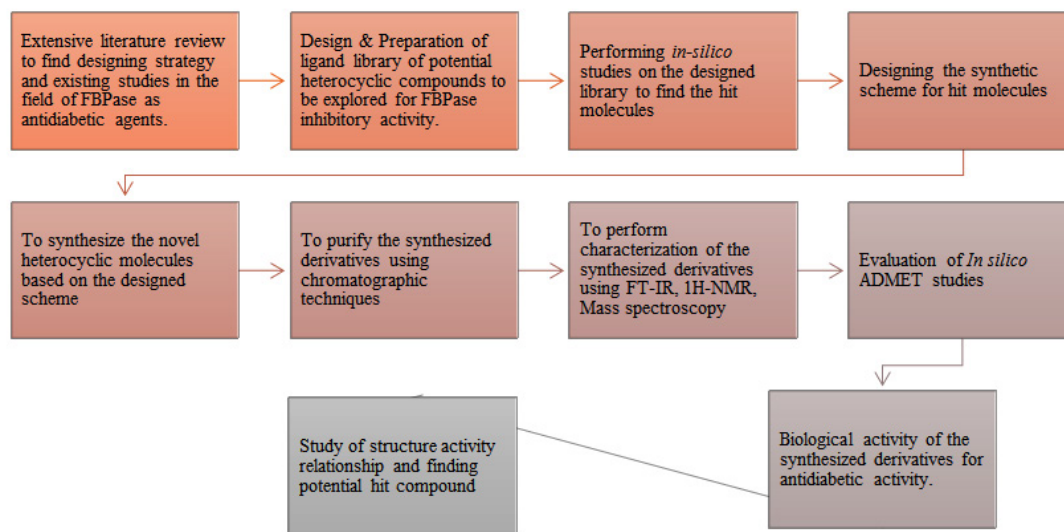 Extensive literature review
to find designing strategy
and existing studies in the
field of FBPase as
antidiabetic agents.
Design & Preparation of
ligand library of potential
heterocyclic compounds to
be explored for FBPase
inhibitory activity.
Performing in-silico
studies on the designed
library to find the hit
molecules
Designing the synthetic
scheme for hit molecules
To synthesize the novel
heterocyclic molecules
based on the designed
scheme
To purify the synthesized
derivatives using
chromatographic
techniques
To perform
characterization of the
synthesized derivatives
using FT-IR, 1H-NMR,
Mass spectroscopy
Evaluation of In silico
ADMET studies
Biological activity of the
synthesized derivatives for
antidiabetic activity.
Study of structure activity
relationship and finding
potential hit compound